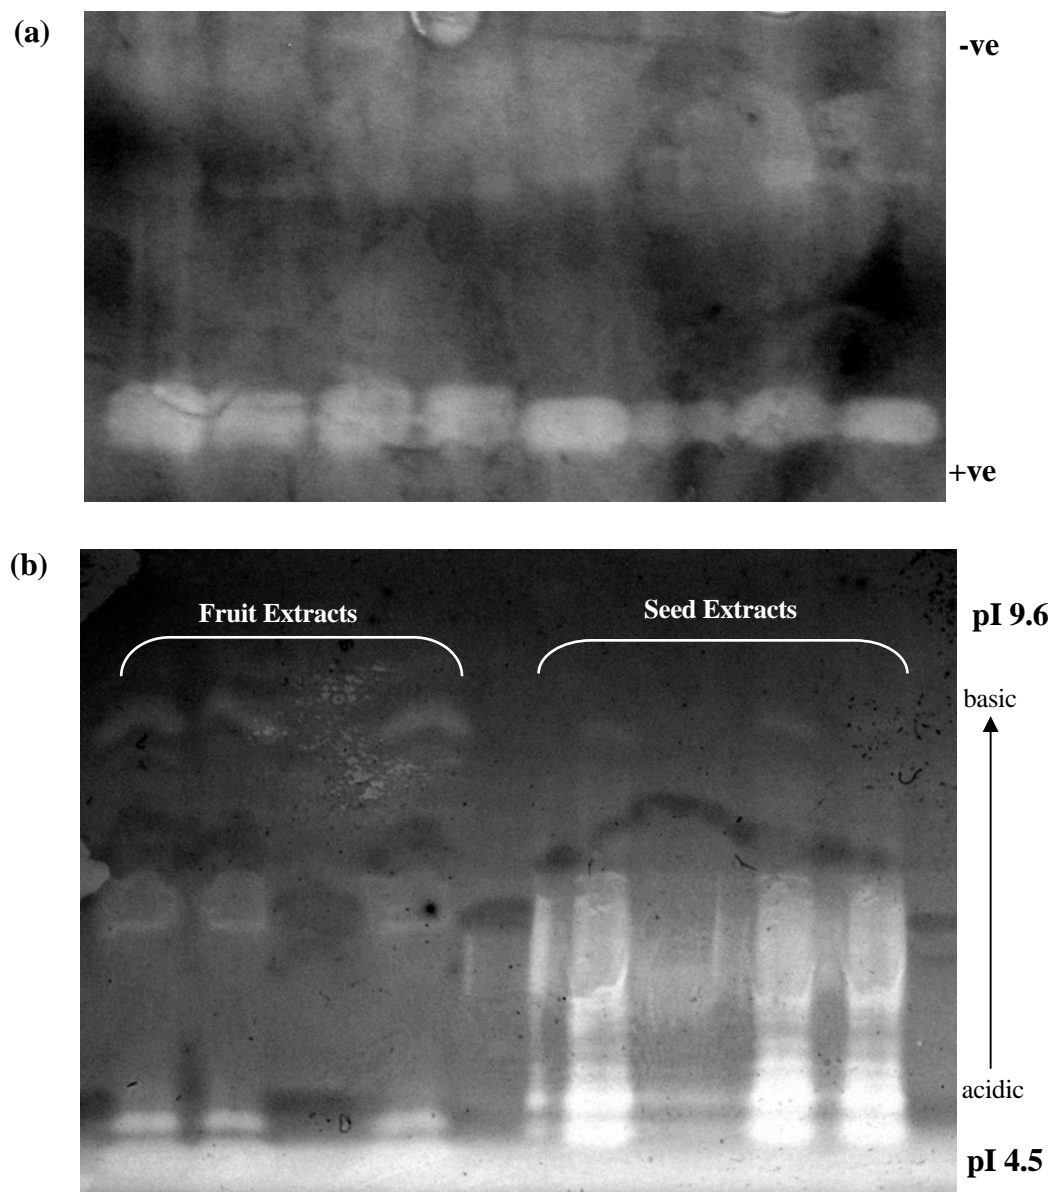 (a)
-ve
+ve
(b)
Fruit Extracts
Seed Extracts
pI 9.6
basic
acidic
pI 4.5